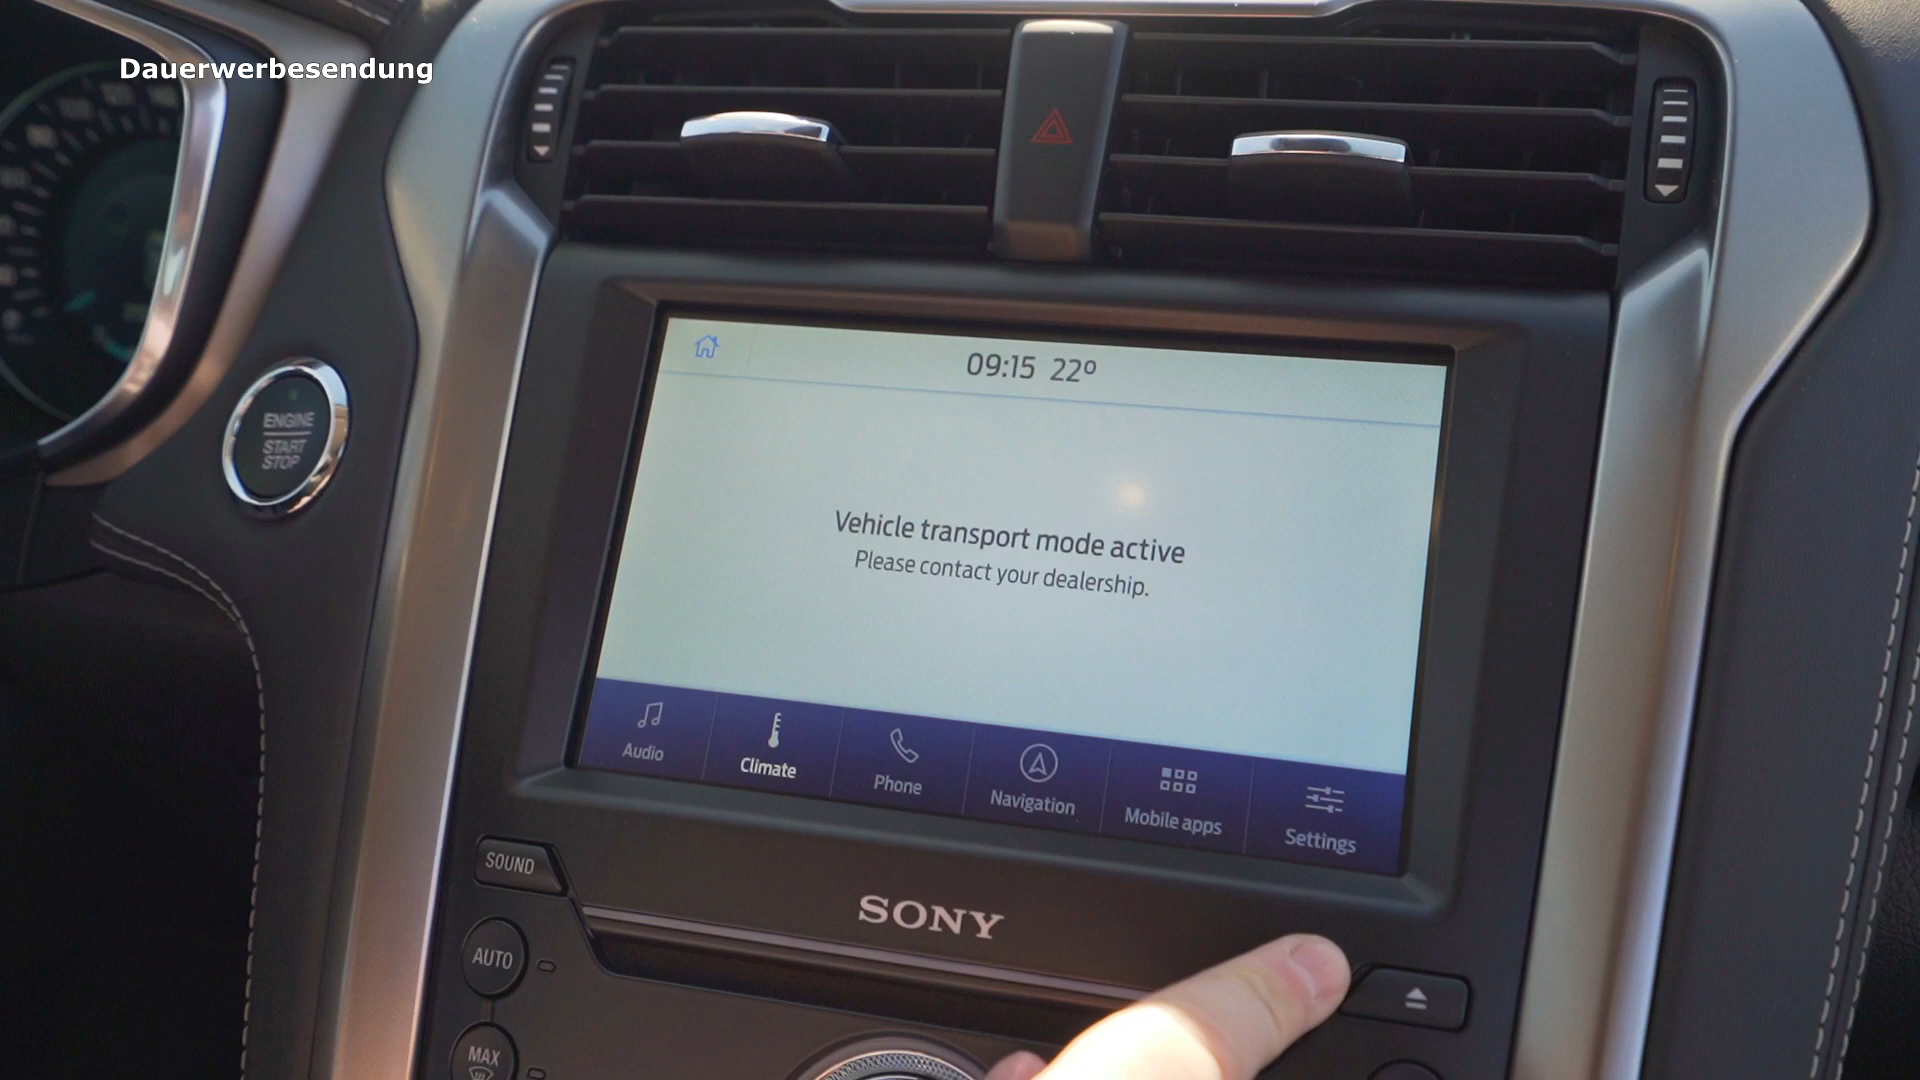 Dauerwerbesendung
ENGINE
START
STOP
09:15 22º
Vehicle transport mode active
Please contact your dealership.
Audio
Climate
Phone
Navigation
Mobile apps
Settings
SOUND
SONY
AUTO
MAX